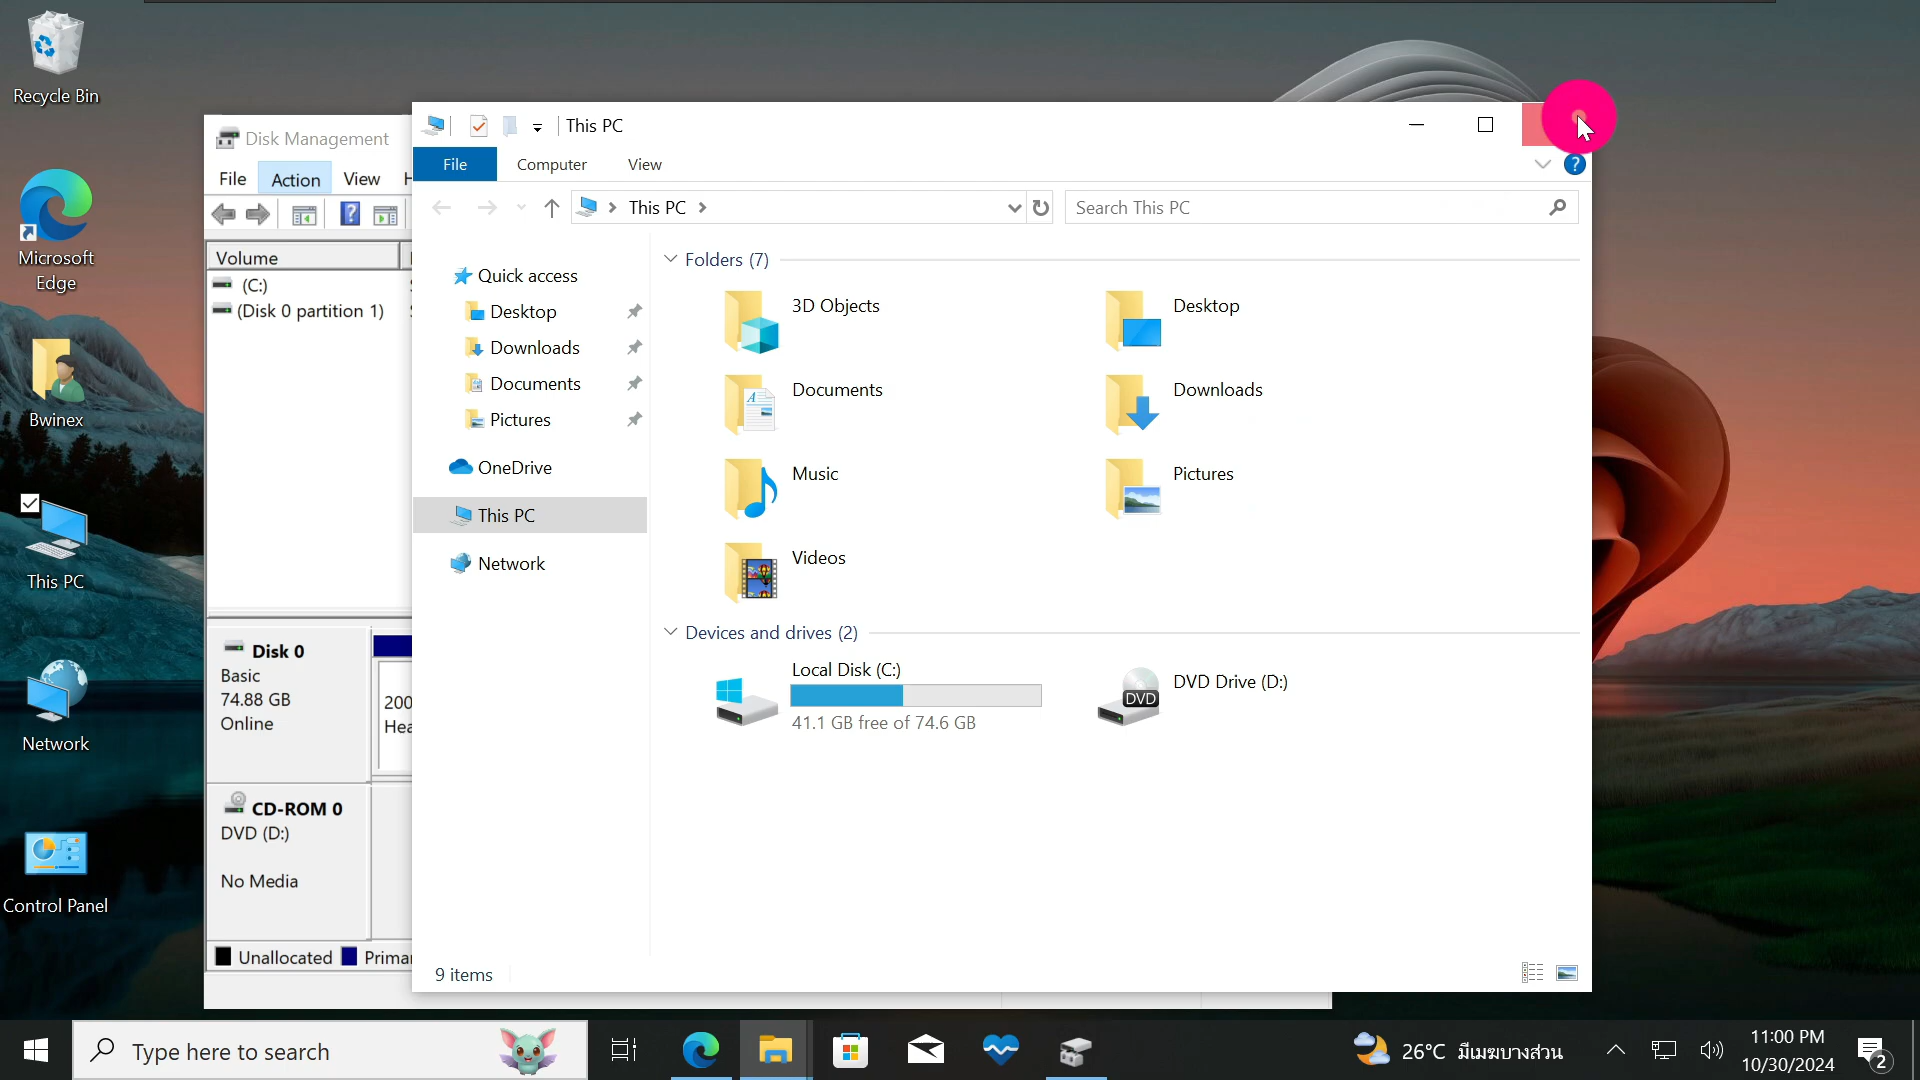 Recycle Bin
Microsoft
Edge
Bwinex
This PC
Network
Control Panel
Disk Management
File Action View
Volume
(C:)
(Disk 0 partition 1)
Disk 0
Basic
74.88 GB
Online
200
Hea
CD-ROM 0
DVD (D:)
No Media
Unallocated Primar
This PC
File Computer View
This PC
Search This PC
Quick access
Desktop
Downloads
Documents
Pictures
OneDrive
This PC
Network
Folders (7)
3D Objects
Desktop
Documents
Downloads
Music
Pictures
Videos
Devices and drives (2)
Local Disk (C:)
41.1 GB free of 74.6 GB
DVD
DVD Drive (D:)
9 items
Type here to search
26°C มีเมฆบางส่วน
11:00 PM
10/30/2024
2